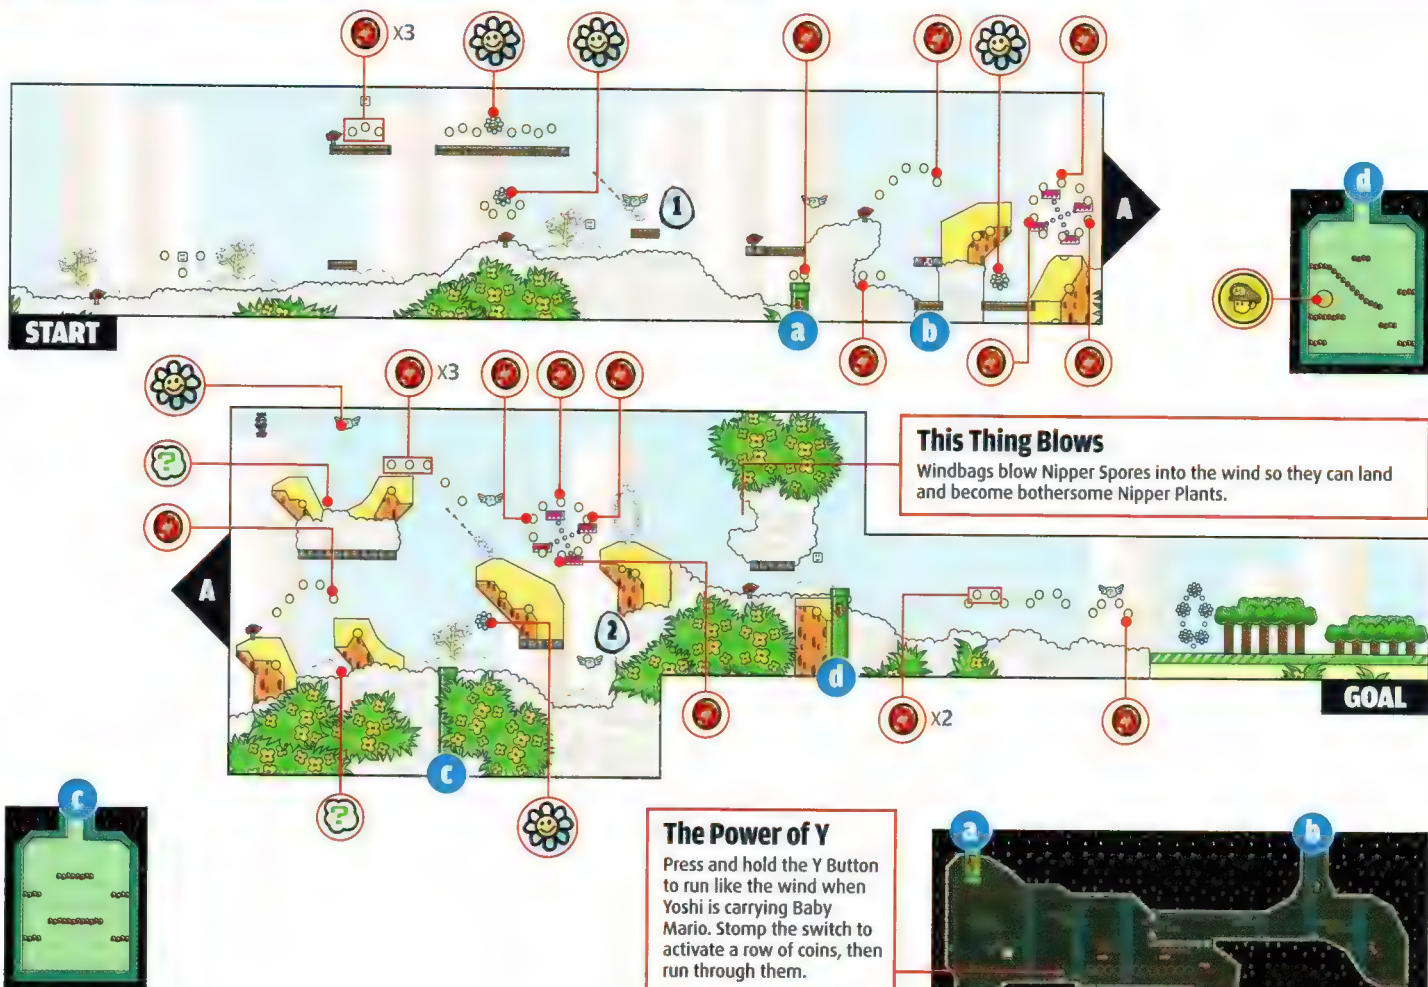 X3
d
A
1
START
a
b
X3
?
This Thing Blows
Windbags blow Nipper Spores into the wind so they can land
and become bothersome Nipper Plants.
A
2
d
X2
GOAL
c
?
c
The Power of Y
Press and hold the Y Button
to run like the wind when
Yoshi is carrying Baby
Mario. Stomp the switch to
activate a row of coins, then
run through them.
a
b